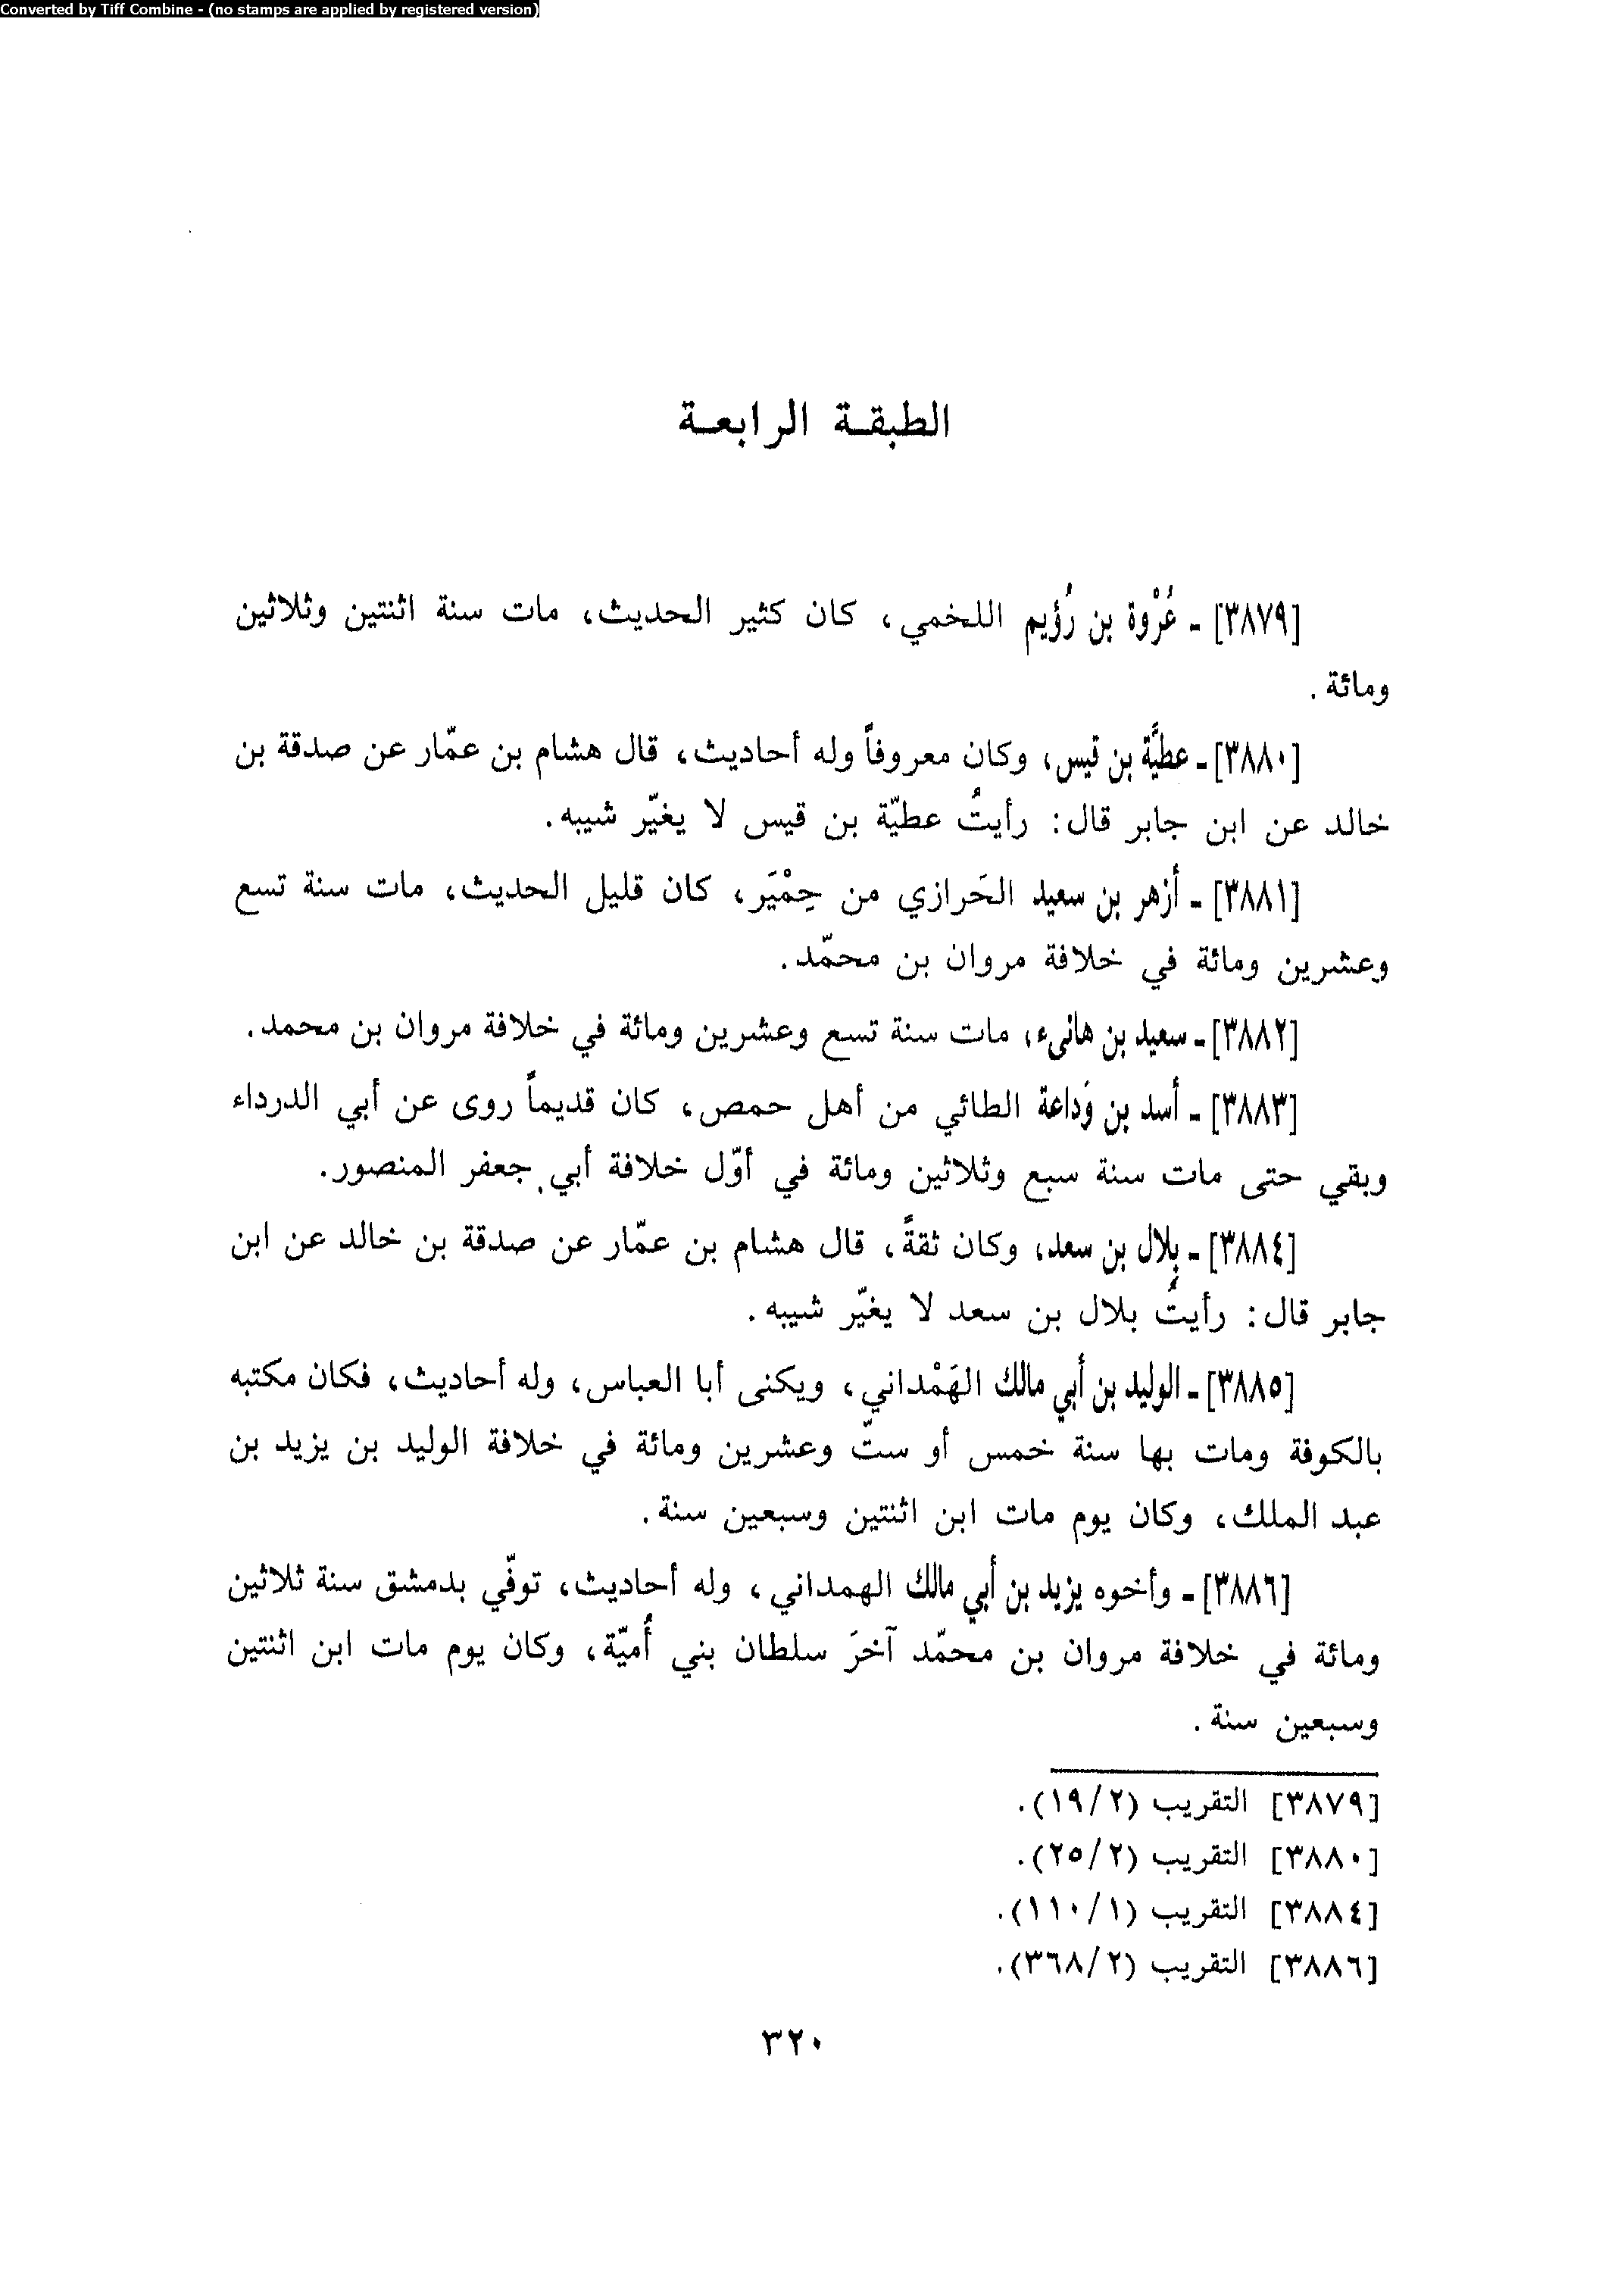 Converted by Tiff Combine - (no stamps are applied by registered version)
الطبقة الرابعة
[٣٨٧٩] - عُرْوة بن رُؤيم اللخمي، كان كثير الحديث، مات سنة اثنتين وثلاثين
ومائة.
[٣٨٨٠] - عطيَّة بن قيس، وكان معروفاً وله أحاديث، قال هشام بن عمّار عن صدقة بن
خالد عن ابن جابر قال: رأيتُ عطيّة بن قيس لا يغيّر شيبه.
[٣٨٨١] - أزهر بن سعيد الحَرازي من حِمْيَر، كان قليل الحديث، مات سنة تسع
وعشرين ومائة في خلافة مروان بن محمّد.
[٣٨٨٢] - سعيد بن هانىء، مات سنة تسع وعشرين ومائة في خلافة مروان بن محمد.
[٣٨٨٣] - أسد بن وَداعة الطائي من أهل حمص، كان قديماً روى عن أبي الدرداء
وبقي حتى مات سنة سبع وثلاثين ومائة في أوّل خلافة أبي جعفر المنصور.
[٣٨٨٤] - بِلال بن سعد، وكان ثقةً، قال هشام بن عمّار عن صدقة بن خالد عن ابن
جابر قال: رأيتُ بلال بن سعد لا يغيّر شيبه.
[٣٨٨٥] - الوليد بن أبي مالك الهَمْداني، ويكنى أبا العباس، وله أحاديث، فكان مكتبه
بالكوفة ومات بها سنة خمس أو ستّ وعشرين ومائة في خلافة الوليد بن يزيد بن
عبد الملك، وكان يوم مات ابن اثنتين وسبعين سنة.
[٣٨٨٦] - وأخوه يزيد بن أبي مالك الهمداني، وله أحاديث، توفّي بدمشق سنة ثلاثين
ومائة في خلافة مروان بن محمّد آخرَ سلطان بني أُميّة، وكان يوم مات ابن اثنتين
وسبعين سنة.
[٣٨٧٩] التقريب (١٩/٢).
[٣٨٨٠] التقريب (٢٥/٢).
[٣٨٨٤] التقريب (١١٠/١).
[٣٨٨٦] التقريب (٣٦٨/٢).
٣٢٠